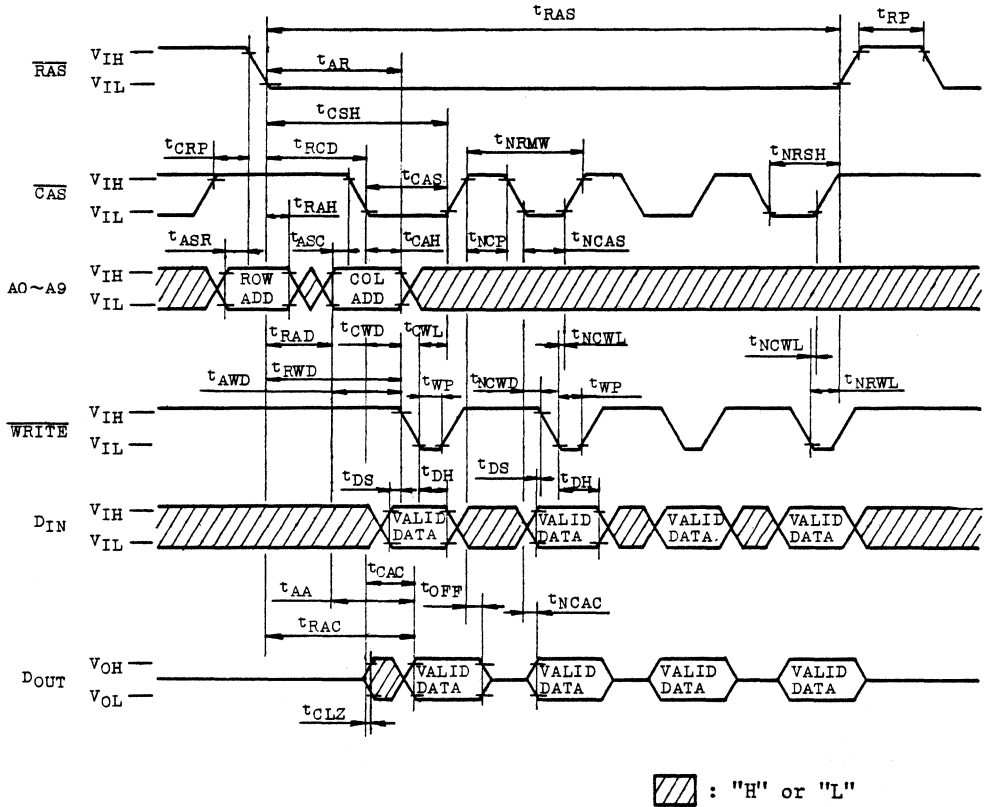 tRAS
tRP
RAS
VIH
VIL
tAR
tCSH
tCRP
tRCD
tCAS
tNRMW
tNRSH
CAS
VIH
VIL
tRAH
tASR
tASC
tCAH
tNCP
tNCAS
A0~A9
VIH
VIL
ROW
ADD
COL
ADD
tRAD
tCWD
tCWL
tNCWL
tNCWL
tRWD
tAWD
tWP
tNCWD
tWP
tNRWL
WRITE
VIH
VIL
tDS
tDH
tDS
tDH
DIN
VIH
VIL
VALID
DATA
VALID
DATA
VALID
DATA.
VALID
DATA
tCAC
tAA
tOFF
tNCAC
tRAC
DOUT
VOH
VOL
VALID
DATA
VALID
DATA
VALID
DATA
VALID
DATA
tCLZ
: "H" or "L"